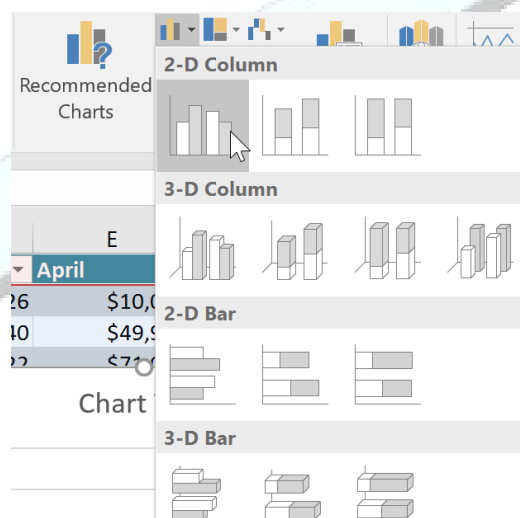 2-D Column
Recommended
Charts
3-D Column
E
April
26 $10,0
40 $49,9
2-D Bar
Chart
3-D Bar